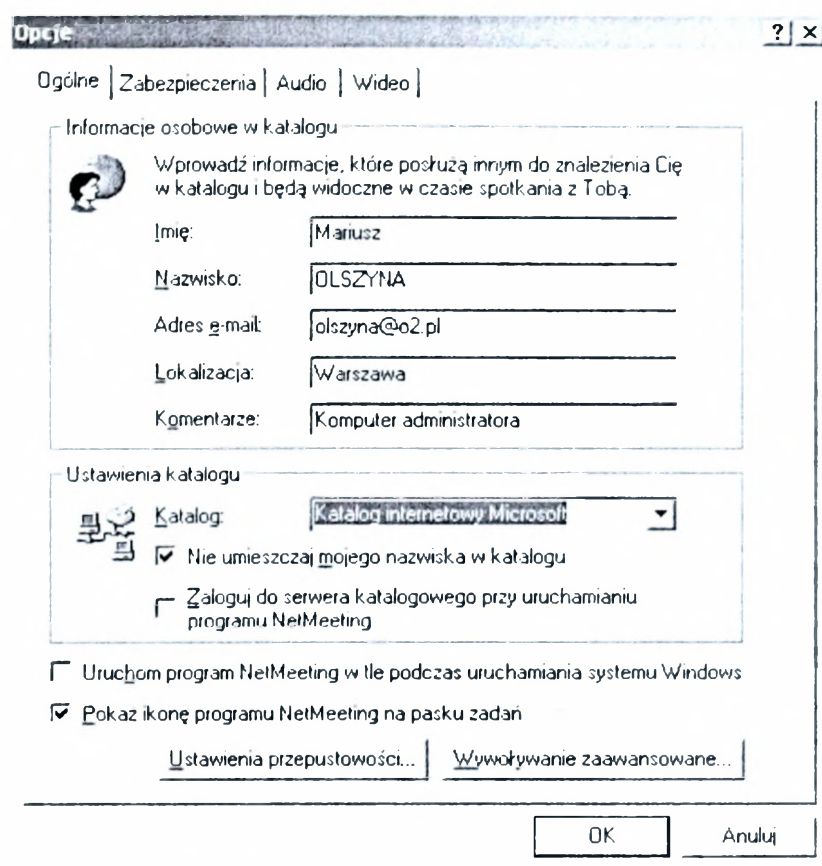 Opcje
Ogólne Zabezpieczenia Audio Wideo
Informacje osobowe w katalogu
Wprowadź informacje, które posłużą innym do znalezienia Cię
w katalogu i będą widoczne w czasie spotkania z Tobą.
Imię: Mariusz
Nazwisko: OLSZYNA
Adres e-mail: olszyna@o2.pl
Lokalizacja: Warszawa
Komentarze: Komputer administratora
Ustawienia katalogu
Katalog: Katalog internetowy Microsoft
Nie umieszczaj mojego nazwiska w katalogu
Zaloguj do serwera katalogowego przy uruchamianiu
programu NetMeeting
Uruchom program NetMeeting w tle podczas uruchamiania systemu Windows
Pokaż ikonę programu NetMeeting na pasku zadań
Ustawienia przepustowości... Wywoływanie zaawansowane...
OK Anuluj